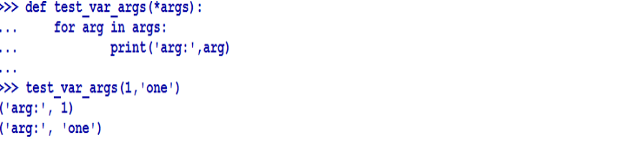 >>> def test_var_args(*args):
...     for arg in args:
...             print('arg:',arg)
...
>>> test_var_args(1,'one')
('arg:', 1)
('arg:', 'one')